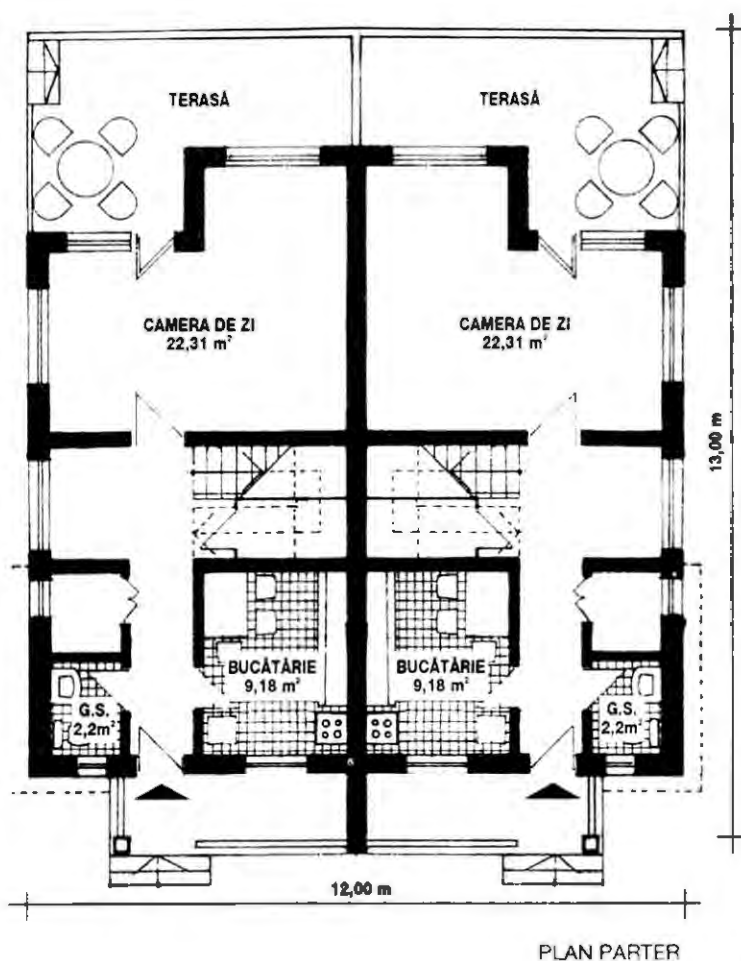 TERASĂ
TERASĂ
CAMERA DE ZI
22,31 m²
CAMERA DE ZI
22,31 m²
13,00 m
BUCĂTĂRIE
9,18 m²
BUCĂTĂRIE
9,18 m²
G.S.
2,2m²
G.S.
2,2m²
12,00 m
PLAN PARTER